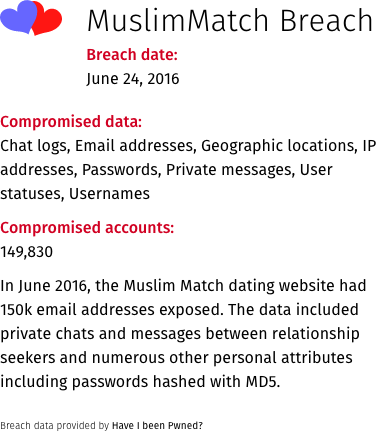 MuslimMatch Breach
Breach date:
June 24, 2016
Compromised data:
Chat logs, Email addresses, Geographic locations, IP
addresses, Passwords, Private messages, User
statuses, Usernames
Compromised accounts:
149,830
In June 2016, the Muslim Match dating website had
150k email addresses exposed. The data included
private chats and messages between relationship
seekers and numerous other personal attributes
including passwords hashed with MD5.
Breach data provided by Have I been Pwned?